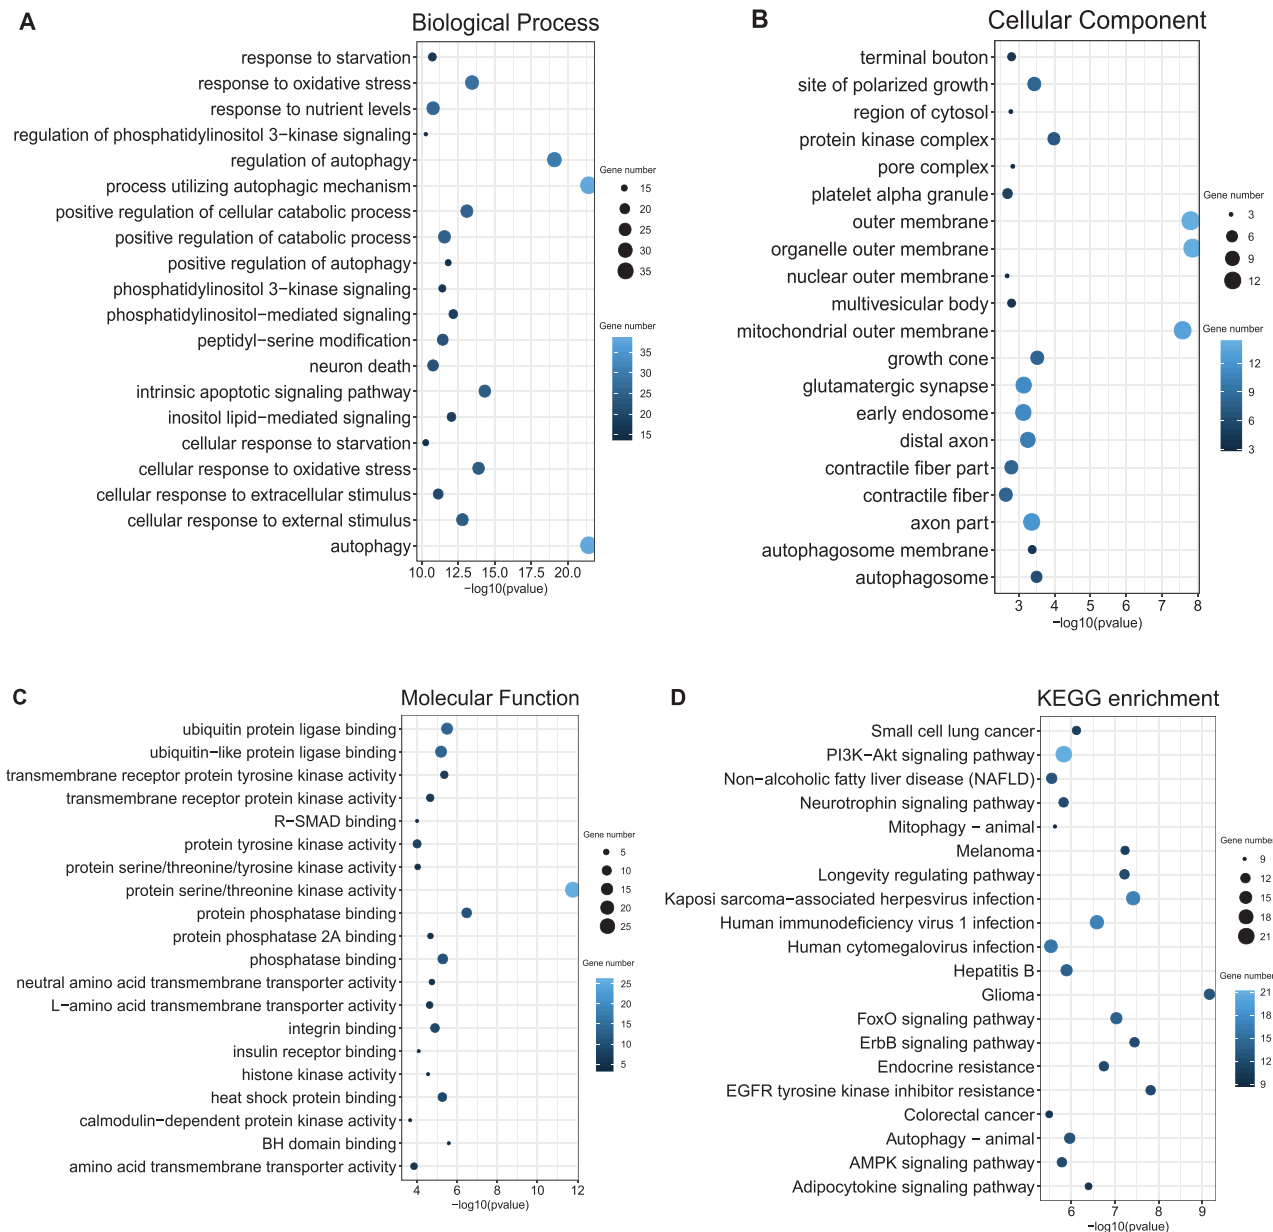 A
Biological Process
response to starvation
response to oxidative stress
response to nutrient levels
regulation of phosphatidylinositol 3−kinase signaling
regulation of autophagy
process utilizing autophagic mechanism
positive regulation of cellular catabolic process
positive regulation of catabolic process
positive regulation of autophagy
phosphatidylinositol 3−kinase signaling
phosphatidylinositol−mediated signaling
peptidyl−serine modification
neuron death
intrinsic apoptotic signaling pathway
inositol lipid−mediated signaling
cellular response to starvation
cellular response to oxidative stress
cellular response to extracellular stimulus
cellular response to external stimulus
autophagy
10.0 12.5 15.0 17.5 20.0
−log10(pvalue)
Gene number
15
20
25
30
35
Gene number
35
30
25
20
15
B
Cellular Component
terminal bouton
site of polarized growth
region of cytosol
protein kinase complex
pore complex
platelet alpha granule
outer membrane
organelle outer membrane
nuclear outer membrane
multivesicular body
mitochondrial outer membrane
growth cone
glutamatergic synapse
early endosome
distal axon
contractile fiber part
contractile fiber
axon part
autophagosome membrane
autophagosome
3 4 5 6 7 8
−log10(pvalue)
Gene number
3
6
9
12
Gene number
12
9
6
3
C
Molecular Function
ubiquitin protein ligase binding
ubiquitin−like protein ligase binding
transmembrane receptor protein tyrosine kinase activity
transmembrane receptor protein kinase activity
R−SMAD binding
protein tyrosine kinase activity
protein serine/threonine/tyrosine kinase activity
protein serine/threonine kinase activity
protein phosphatase binding
protein phosphatase 2A binding
phosphatase binding
neutral amino acid transmembrane transporter activity
L−amino acid transmembrane transporter activity
integrin binding
insulin receptor binding
histone kinase activity
heat shock protein binding
calmodulin−dependent protein kinase activity
BH domain binding
amino acid transmembrane transporter activity
4 6 8 10 12
−log10(pvalue)
Gene number
5
10
15
20
25
Gene number
25
20
15
10
5
D
KEGG enrichment
Small cell lung cancer
PI3K−Akt signaling pathway
Non−alcoholic fatty liver disease (NAFLD)
Neurotrophin signaling pathway
Mitophagy − animal
Melanoma
Longevity regulating pathway
Kaposi sarcoma−associated herpesvirus infection
Human immunodeficiency virus 1 infection
Human cytomegalovirus infection
Hepatitis B
Glioma
FoxO signaling pathway
ErbB signaling pathway
Endocrine resistance
EGFR tyrosine kinase inhibitor resistance
Colorectal cancer
Autophagy − animal
AMPK signaling pathway
Adipocytokine signaling pathway
6 7 8 9
−log10(pvalue)
Gene number
9
12
15
18
21
Gene number
21
18
15
12
9